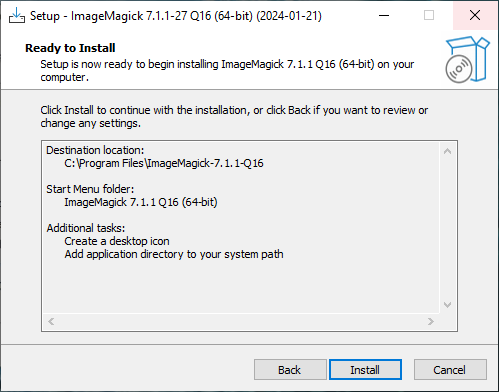 Setup - ImageMagick 7.1.1-27 Q16 (64-bit) (2024-01-21)
Ready to Install
Setup is now ready to begin installing ImageMagick 7.1.1 Q16 (64-bit) on your
computer.
Click Install to continue with the installation, or click Back if you want to review or
change any settings.
Destination location:
C:\Program Files\ImageMagick-7.1.1-Q16
Start Menu folder:
ImageMagick 7.1.1 Q16 (64-bit)
Additional tasks:
Create a desktop icon
Add application directory to your system path
Back
Install
Cancel